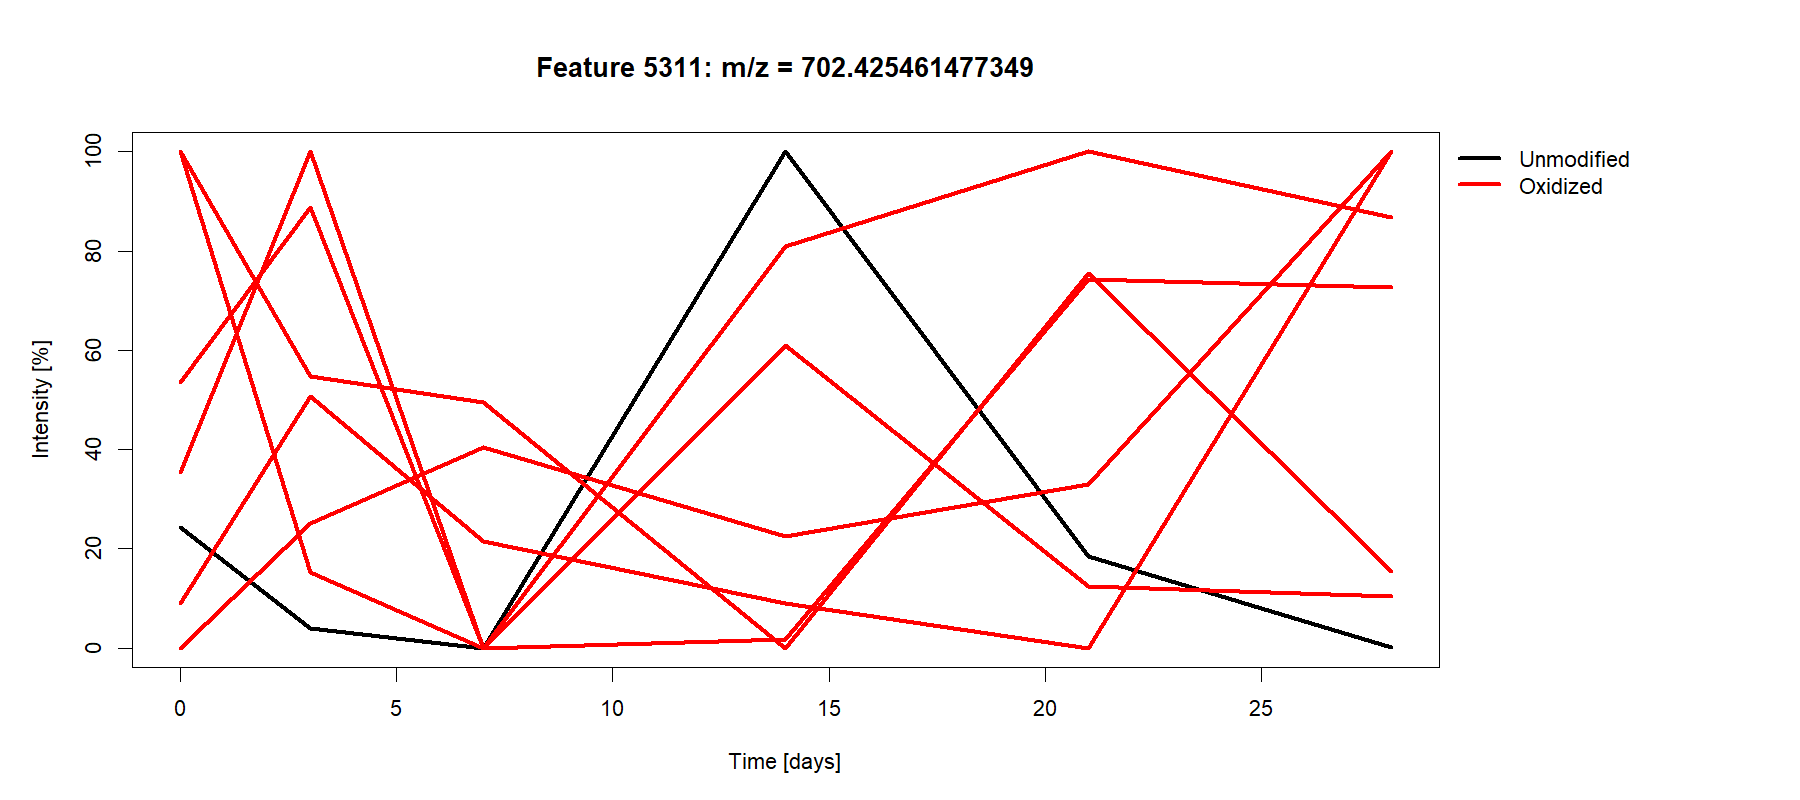 Feature 5311: m/z = 702.425461477349
Unmodified
Oxidized
Intensity [%]
100
80
60
40
20
0
0 5 10 15 20 25
Time [days]